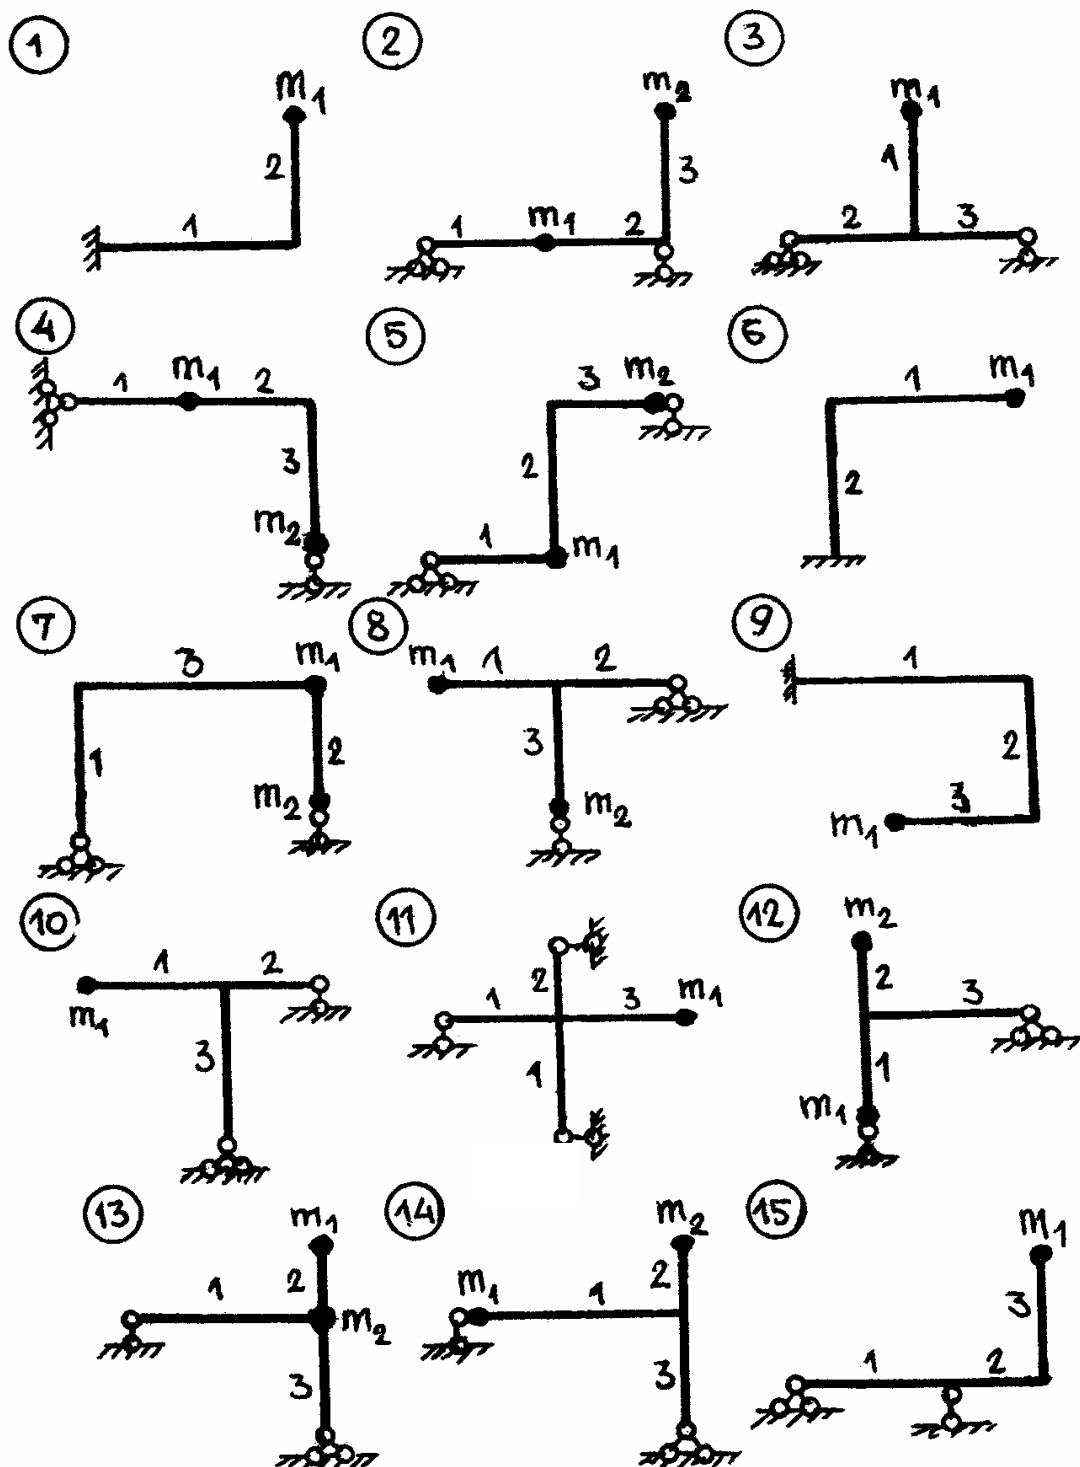 1 2 3
m1 m2 m1
2 3 1
1 1 m1 2 2 3
4 5 6
1 m1 2 3 m2 1 m1
3 2 2
m2 1 m1
7 8 9
3 m1 m1 1 2 1
1 2 3 2
m2 m2 m1 3
10 11 12
1 2 2 m2
m1 1 3 m1 2 3
3 1 1
m1
13 14 15
m1 m2 m1
1 2 m1 1 2 3
m2
3 3 1 2